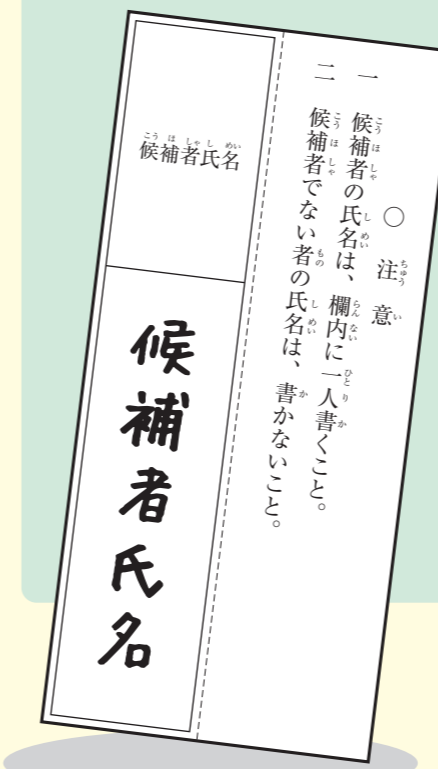 ○ 注意
一 候補者の氏名は、欄内に一人書くこと。
二 候補者でない者の氏名は、書かないこと。
候補者氏名
候補者氏名